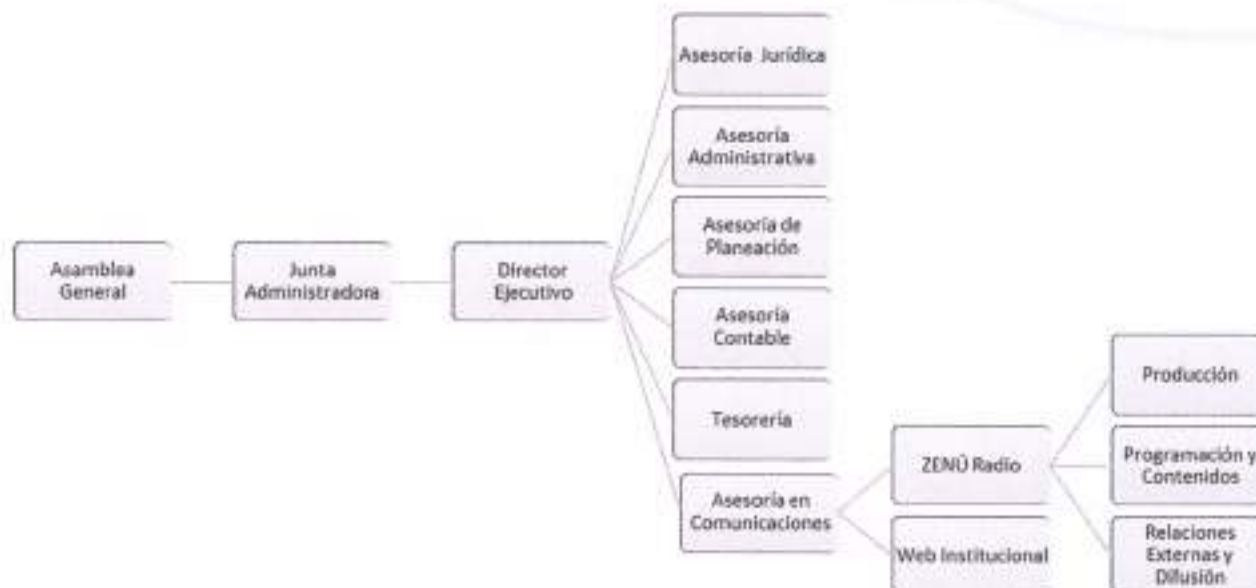 Asesoría Jurídica
Asesoría
Administrativa
Asesoría de
Planeación
Asamblea
General
Junta
Administradora
Director
Ejecutivo
Asesoría
Contable
Tesorería
Asesoría en
Comunicaciones
ZENÚ Radio
Web Institucional
Producción
Programación y
Contenidos
Relaciones
Externas y
Difusión